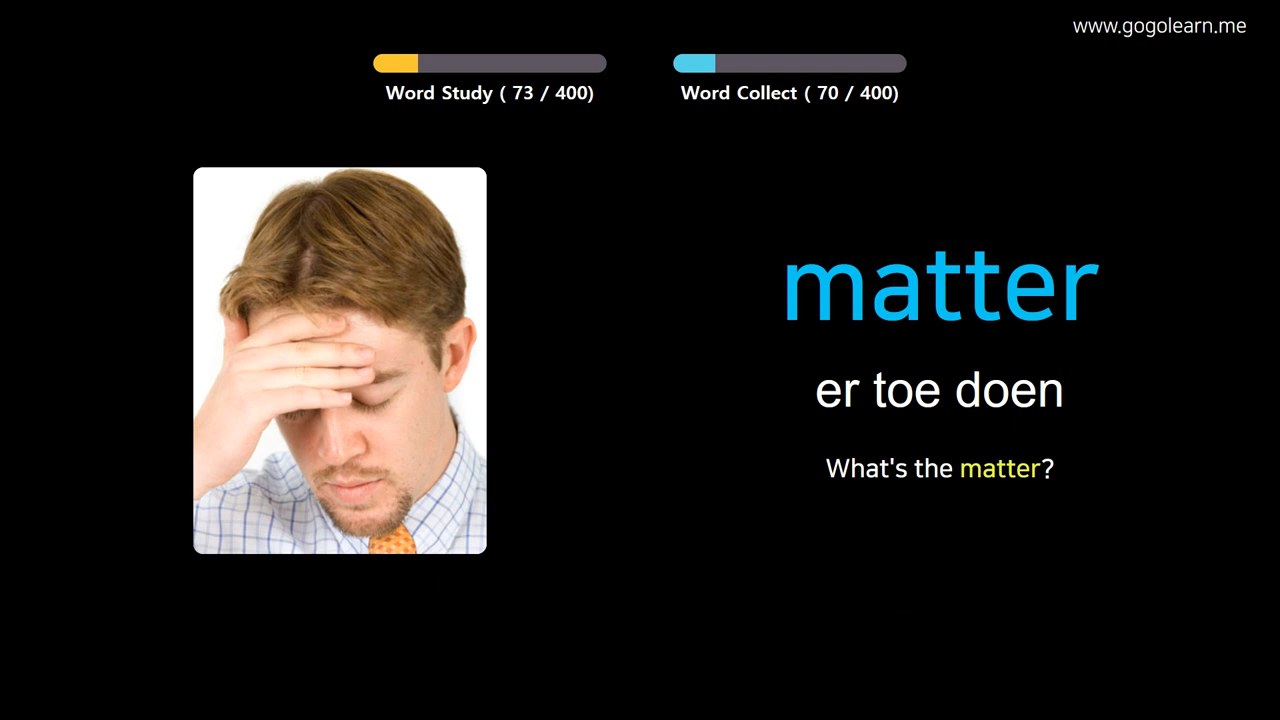 www.gogolearn.me
Word Study ( 73 / 400)
Word Collect ( 70 / 400)
matter
er toe doen
What's the matter?